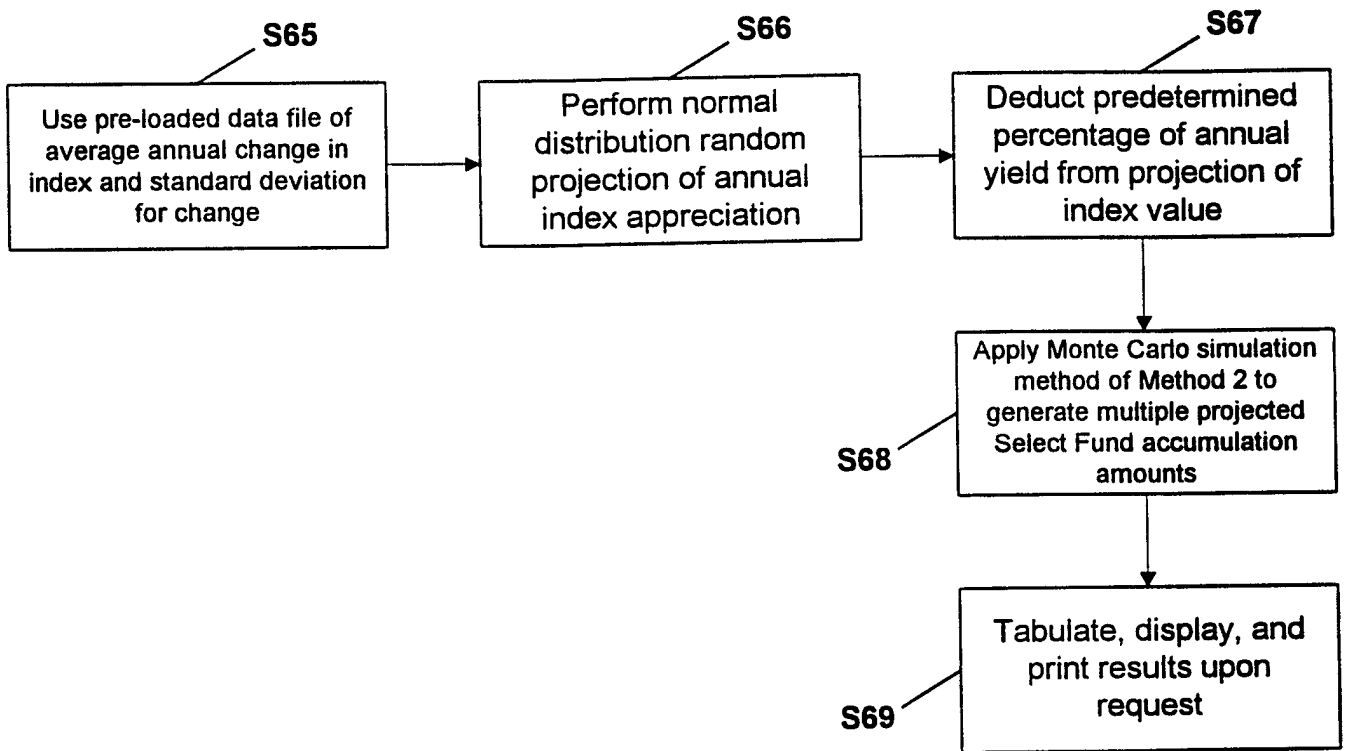 S65
Use pre-loaded data file of
average annual change in
index and standard deviation
for change
S66
Perform normal
distribution random
projection of annual
index appreciation
S67
Deduct predetermined
percentage of annual
yield from projection of
index value
S68
Apply Monte Carlo simulation
method of Method 2 to
generate multiple projected
Select Fund accumulation
amounts
S69
Tabulate, display, and
print results upon
request